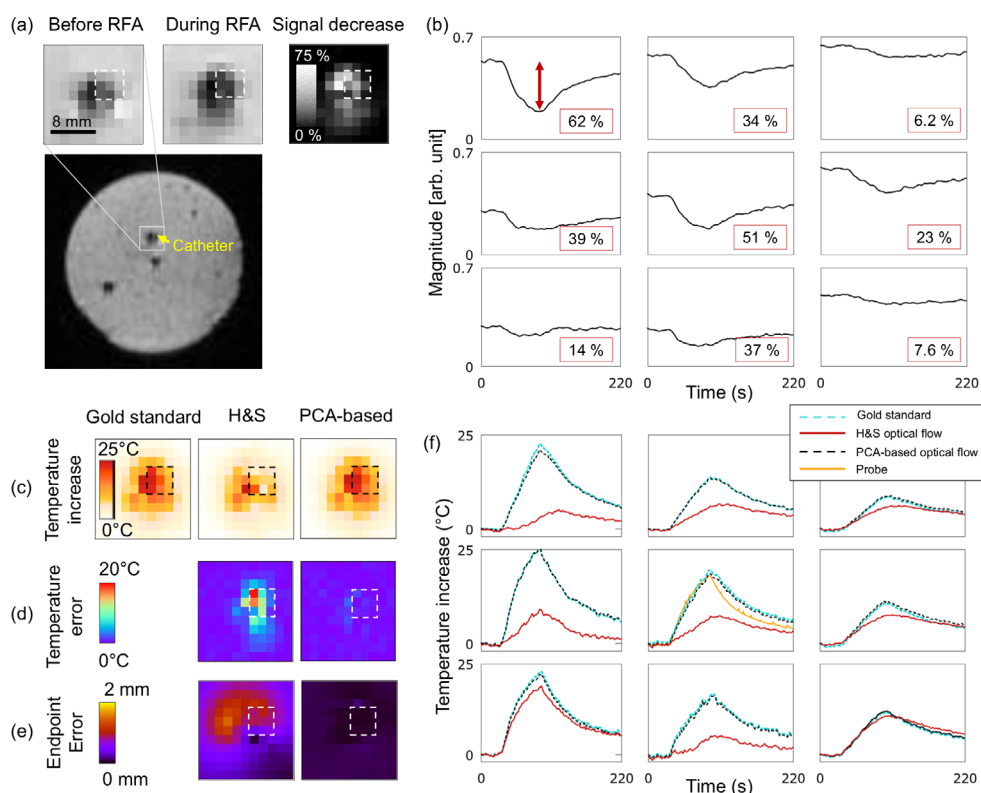 (a)
Before RFA
During RFA
Signal decrease
75 %
0 %
8 mm
Catheter
(b)
Magnitude [arb. unit]
0.7
0
0.7
0
0.7
0
62 %
34 %
6.2 %
39 %
51 %
23 %
14 %
37 %
7.6 %
0
220
0
220
0
220
Time (s)
Gold standard
H&S
PCA-based
(c)
Temperature
increase
25°C
0°C
(d)
Temperature
error
20°C
0°C
(e)
Endpoint
Error
2 mm
0 mm
(f)
Gold standard
H&S optical flow
PCA-based optical flow
Probe
Temperature increase (°C)
25
0
25
0
25
0
0
220
0
220
0
220
Time (s)